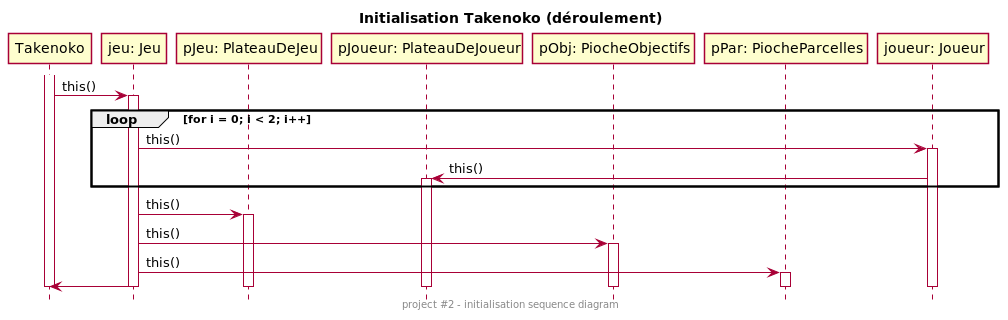 Initialisation Takenoko (déroulement)
Takenoko jeu: Jeu pJeu: PlateauDeJeu pJoueur: PlateauDeJoueur pObj: PiocheObjectifs pPar: PiocheParcelles joueur: Joueur
this()
loop [for i = 0; i < 2; i++]
this()
this()
this()
this()
this()
project #2 - initialisation sequence diagram